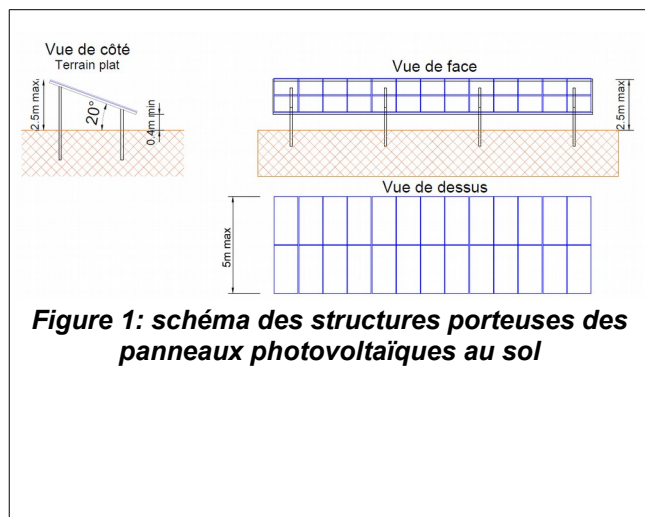 Vue de côté
Terrain plat
2.5m max.
20°
0.4m min
Vue de face
2.5m max
Vue de dessus
5m max
Figure 1: schéma des structures porteuses des
panneaux photovoltaïques au sol